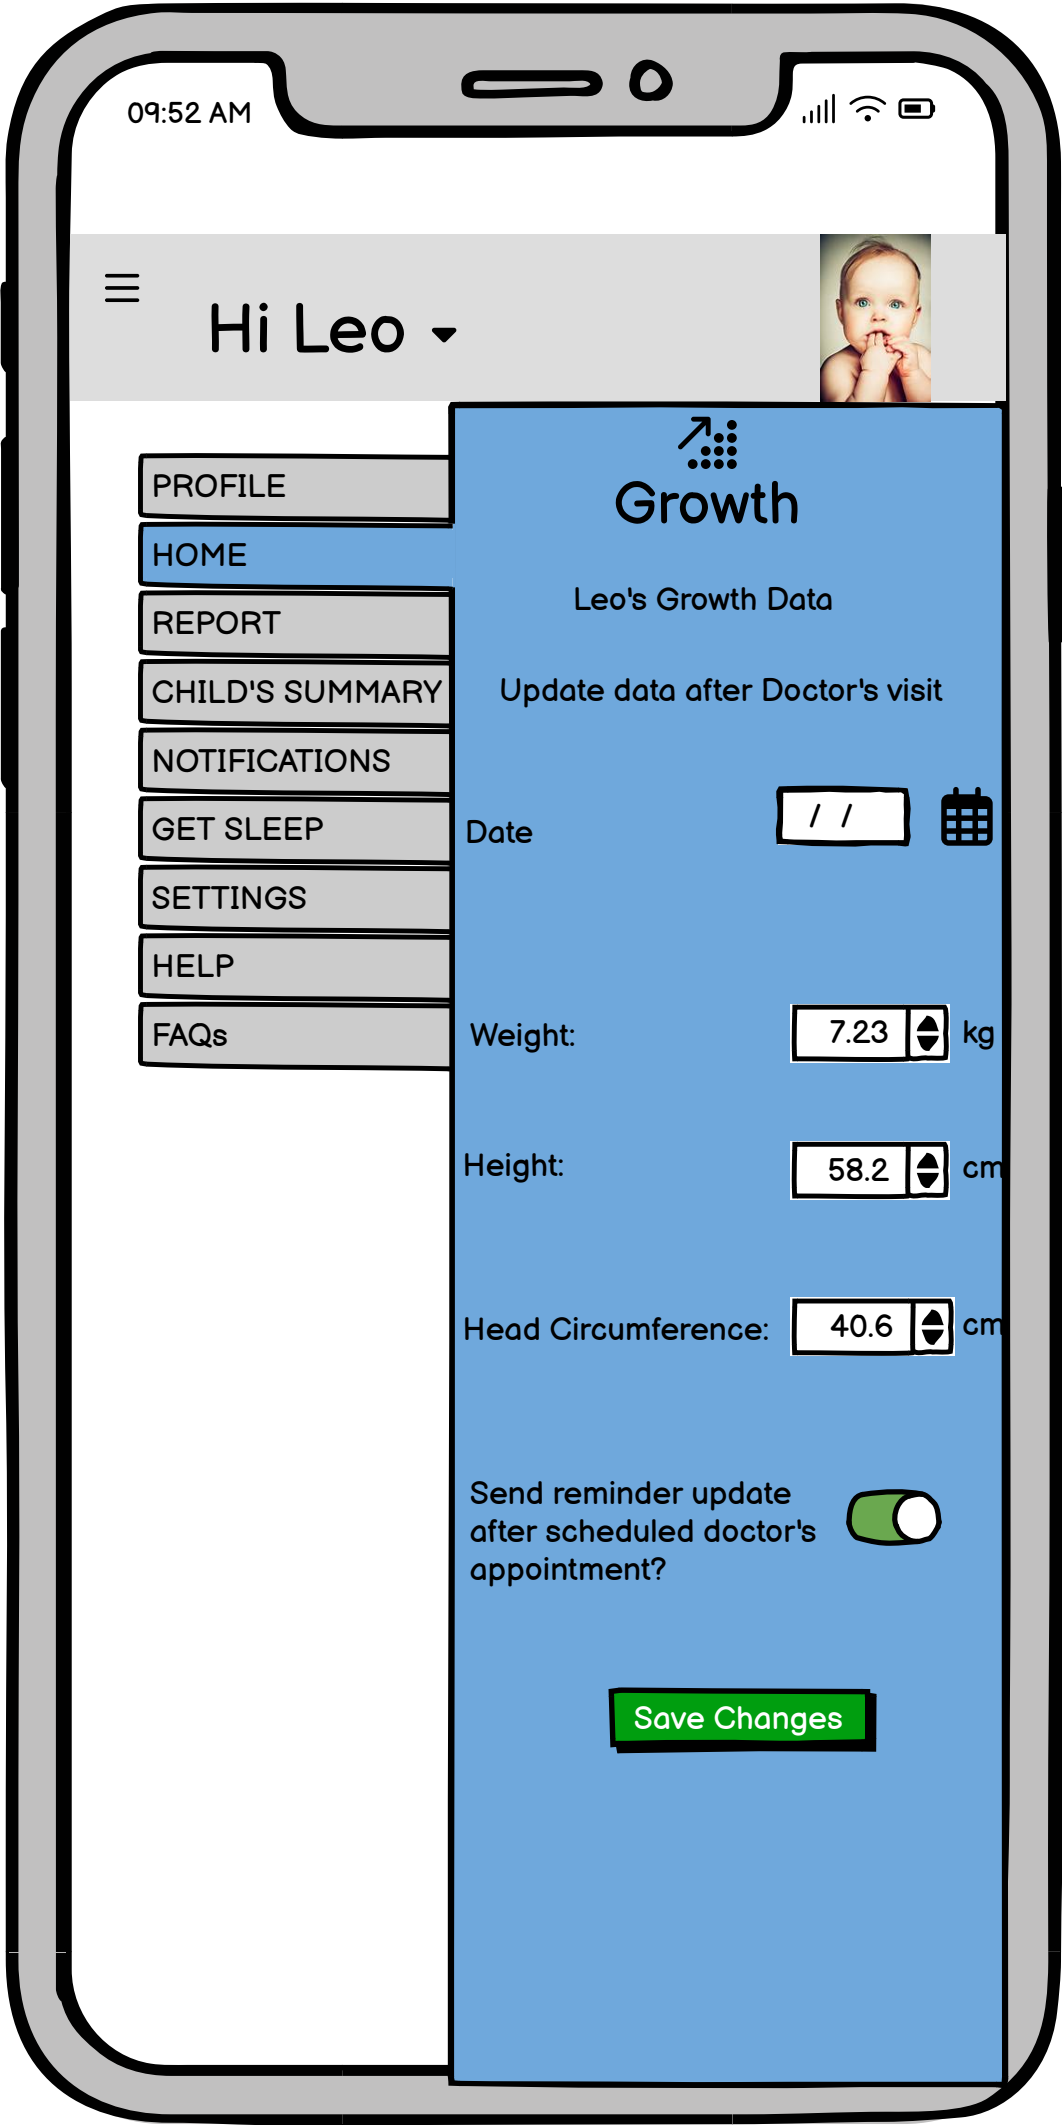 09:52 AM
Hi Leo
PROFILE
HOME
REPORT
CHILD'S SUMMARY
NOTIFICATIONS
GET SLEEP
SETTINGS
HELP
FAQs
Growth
Leo's Growth Data
Update data after Doctor's visit
Date / /
Weight: 7.23 kg
Height: 58.2 cm
Head Circumference: 40.6 cm
Send reminder update
after scheduled doctor's
appointment?
Save Changes